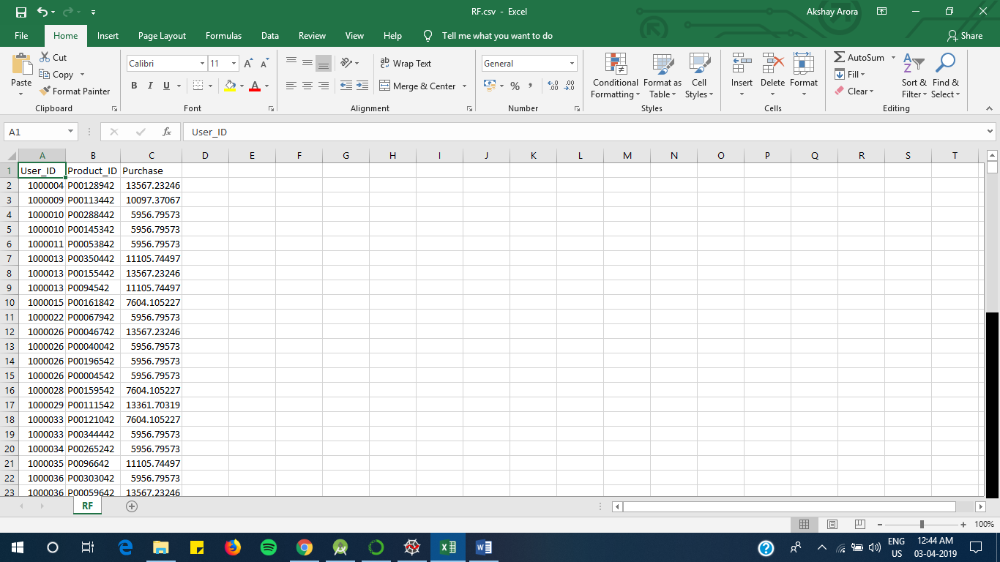 RF.csv - Excel
Akshay Arora
File Home Insert Page Layout Formulas Data Review View Help Tell me what you want to do Share
Paste
Cut
Copy
Format Painter
Clipboard
Calibri 11 A A
B I U A
Font
ab Wrap Text
Merge & Center
Alignment
General
% , .00 .0
Number
Conditional Formatting
Format as Table
Cell Styles
Styles
Insert Delete Format
Cells
AutoSum
Fill
Clear
Sort & Filter
Find & Select
Editing
A1 fx User_ID
A B C D E F G H I J K L M N O P Q R S T
1 User_ID Product_ID Purchase
2 1000004 P00128942 13567.23246
3 1000009 P00113442 10097.37067
4 1000010 P00288442 5956.79573
5 1000010 P00145342 5956.79573
6 1000011 P00053842 5956.79573
7 1000013 P00350442 11105.74497
8 1000013 P00155442 13567.23246
9 1000013 P0094542 11105.74497
10 1000015 P00161842 7604.105227
11 1000022 P00067942 5956.79573
12 1000026 P00046742 13567.23246
13 1000026 P00040042 5956.79573
14 1000026 P00196542 5956.79573
15 1000026 P00004542 5956.79573
16 1000028 P00159542 7604.105227
17 1000029 P00111542 13361.70319
18 1000033 P00121042 7604.105227
19 1000033 P00344442 5956.79573
20 1000034 P00265242 5956.79573
21 1000035 P0096642 11105.74497
22 1000036 P00303042 5956.79573
23 1000036 P00059642 13567.23246
RF
100%
ENG
US
12:44 AM
03-04-2019